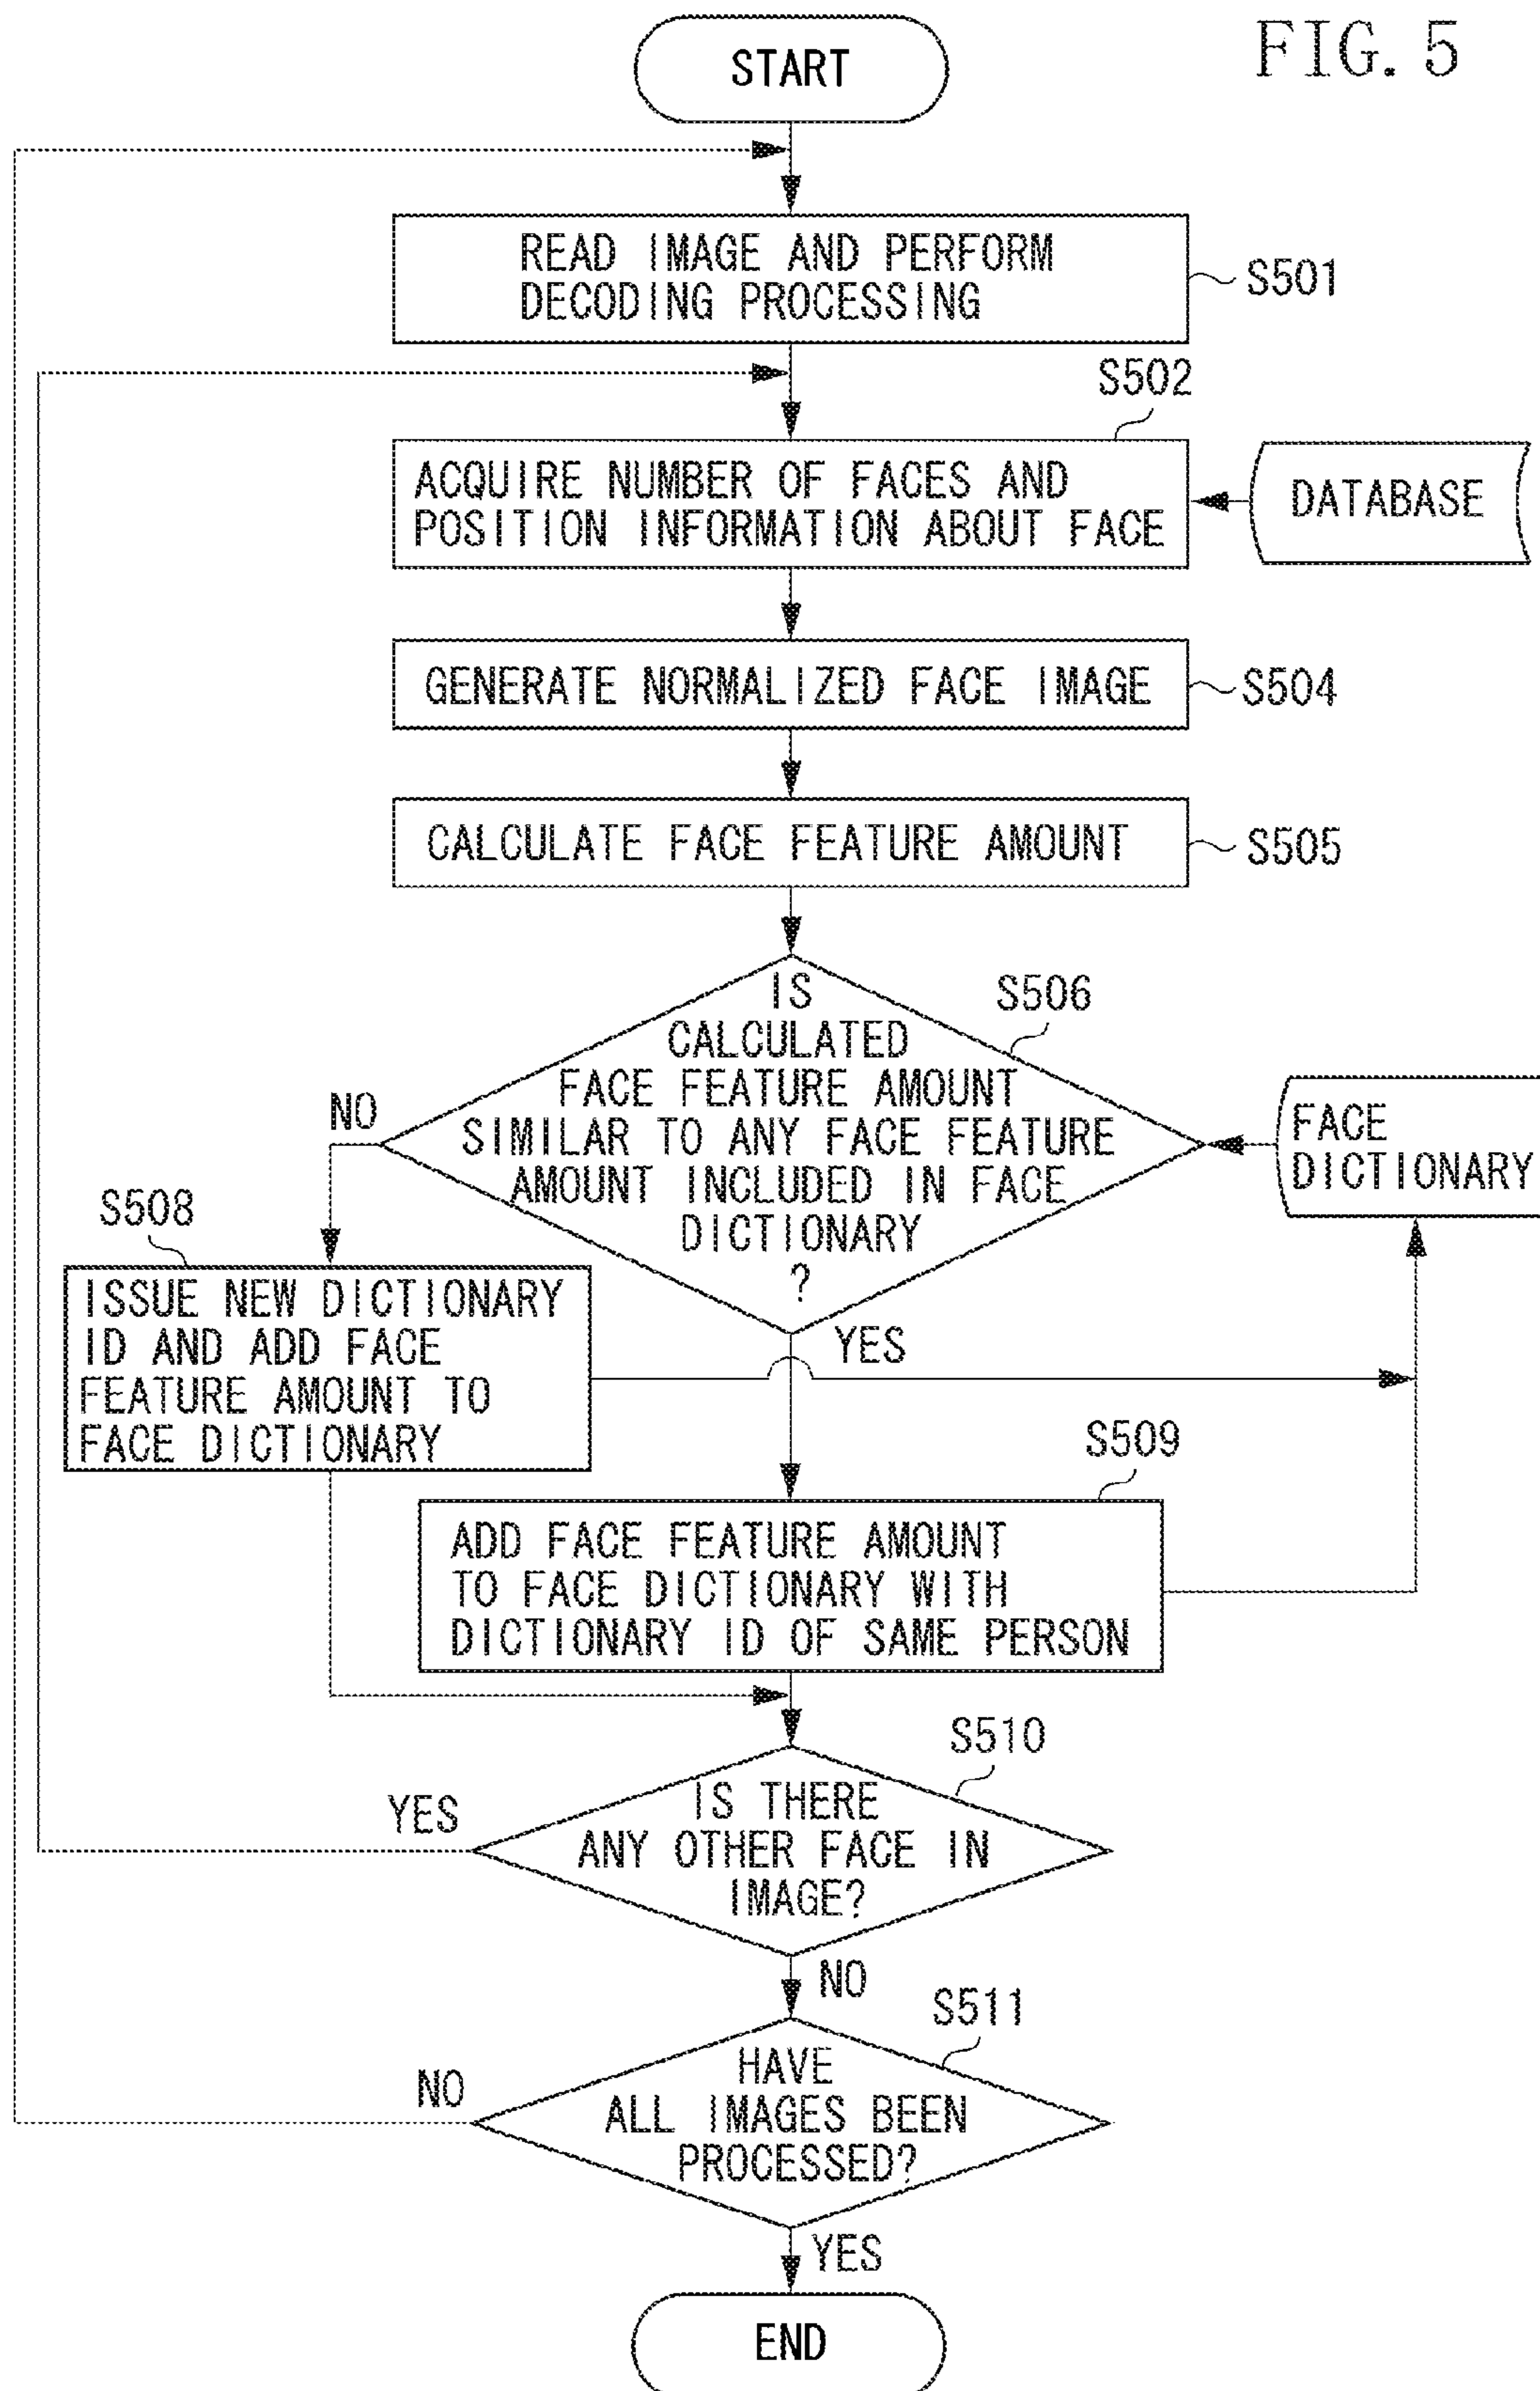 FIG. 5
START
READ IMAGE AND PERFORM
DECODING PROCESSING
S501
S502
ACQUIRE NUMBER OF FACES AND
POSITION INFORMATION ABOUT FACE
DATABASE
GENERATE NORMALIZED FACE IMAGE
S504
CALCULATE FACE FEATURE AMOUNT
S505
S506
IS
CALCULATED
FACE FEATURE AMOUNT
SIMILAR TO ANY FACE FEATURE
AMOUNT INCLUDED IN FACE
DICTIONARY
?
NO
FACE
DICTIONARY
S508
ISSUE NEW DICTIONARY
ID AND ADD FACE
FEATURE AMOUNT TO
FACE DICTIONARY
YES
S509
ADD FACE FEATURE AMOUNT
TO FACE DICTIONARY WITH
DICTIONARY ID OF SAME PERSON
S510
YES
IS THERE
ANY OTHER FACE IN
IMAGE?
NO
S511
NO
HAVE
ALL IMAGES BEEN
PROCESSED?
YES
END